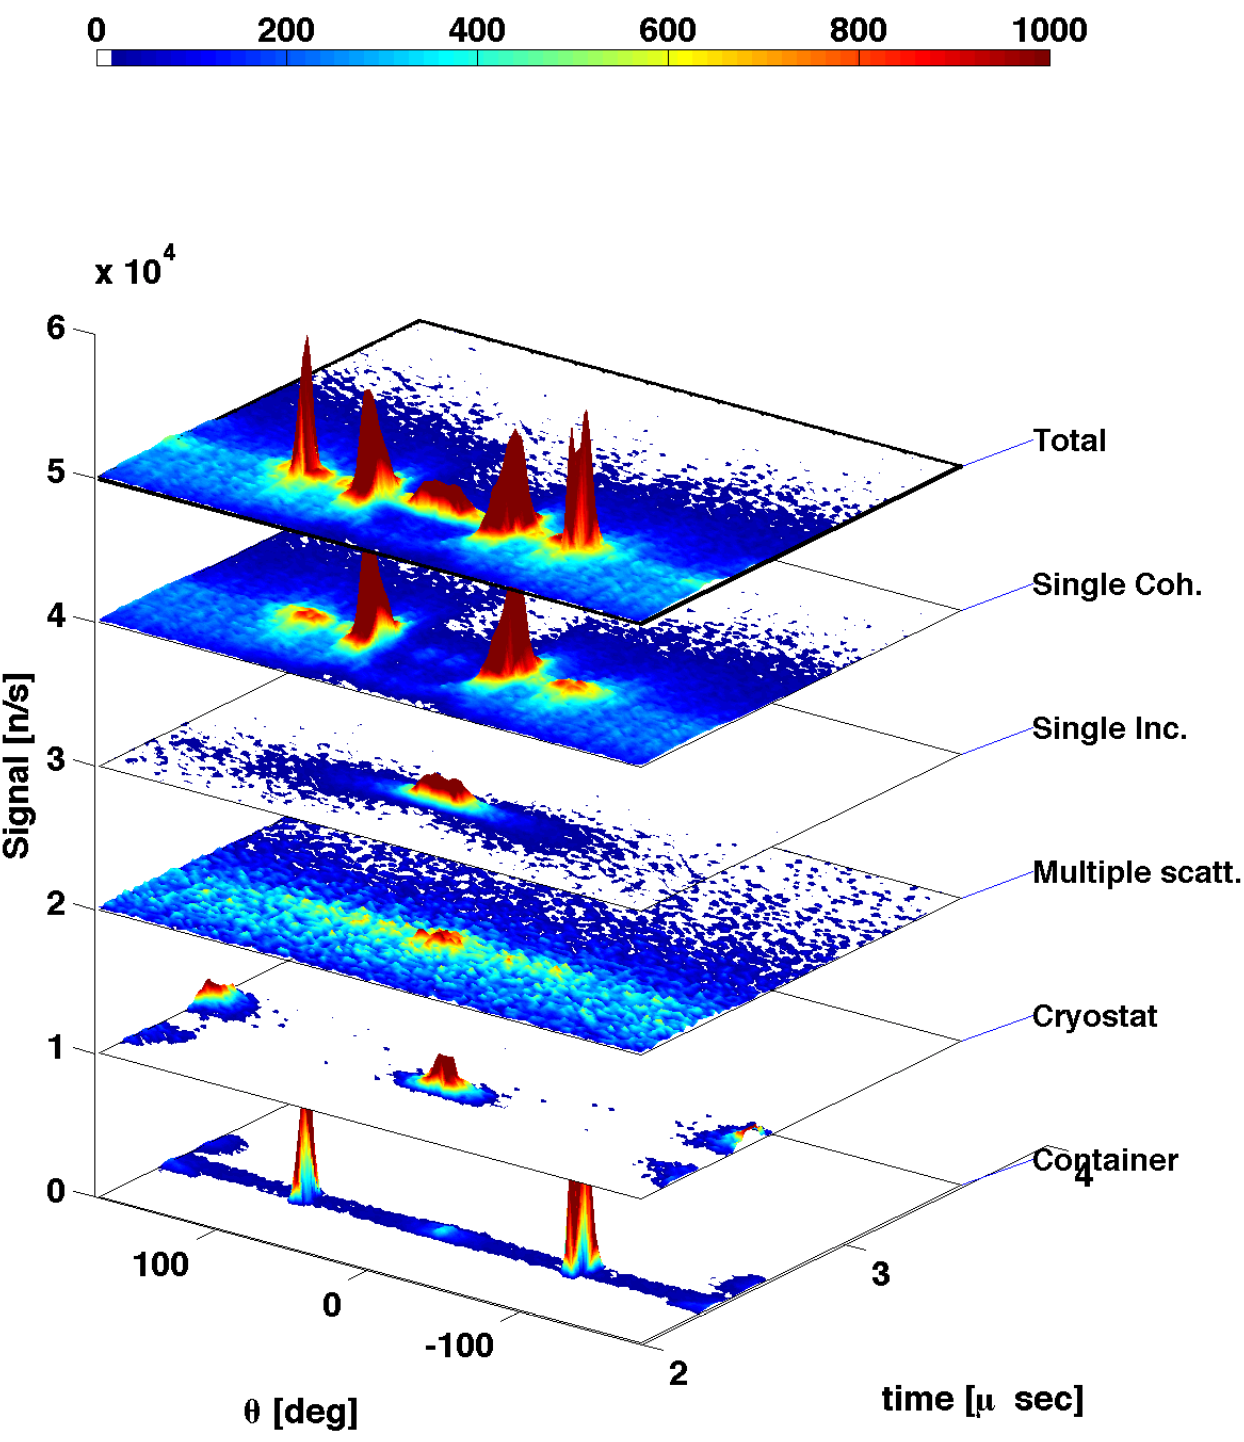 0 200 400 600 800 1000
x 10^4
6
Total
5
Single Coh.
4
Single Inc.
3
Signal [n/s]
Multiple scatt.
2
Cryostat
1
Container
4
0
100
3
0
-100
2
θ [deg]
time [μ sec]